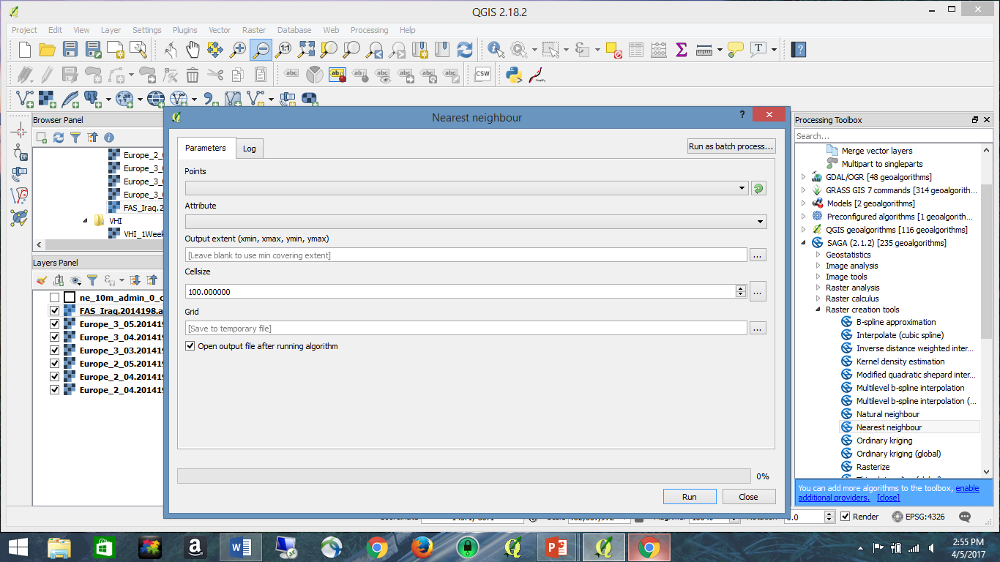 QGIS 2.18.2
Project Edit View Layer Settings Plugins Vector Raster Database Web Processing Help
CSW
Browser Panel
Europe_2_
Europe_3_
Europe_3_
Europe_3_
FAS_Iraq.2
VHI
VHI_1Week
Layers Panel
ne_10m_admin_0_c
FAS_Iraq.2014198.a
Europe_3_05.201419
Europe_3_04.201419
Europe_3_03.201419
Europe_2_05.201419
Europe_2_04.201419
Europe_2_04.201419
Nearest neighbour
Parameters Log
Run as batch process...
Points
Attribute
Output extent (xmin, xmax, ymin, ymax)
[Leave blank to use min covering extent]
...
Cellsize
100.000000
...
Grid
[Save to temporary file]
...
Open output file after running algorithm
0%
Run Close
Processing Toolbox
Search...
Merge vector layers
Multipart to singleparts
GDAL/OGR [48 geoalgorithms]
GRASS GIS 7 commands [314 geoalgorith...
Models [2 geoalgorithms]
Preconfigured algorithms [1 geoalgorith...
QGIS geoalgorithms [116 geoalgorithms]
SAGA (2.1.2) [235 geoalgorithms]
Geostatistics
Image analysis
Image tools
Raster analysis
Raster calculus
Raster creation tools
B-spline approximation
Interpolate (cubic spline)
Inverse distance weighted inter...
Kernel density estimation
Modified quadratic shepard inter...
Multilevel b-spline interpolation
Multilevel b-spline interpolation (...
Natural neighbour
Nearest neighbour
Ordinary kriging
Ordinary kriging (global)
Rasterize
You can add more algorithms to the toolbox, enable
additional providers. [close]
0.0 Render EPSG:4326
2:55 PM
4/5/2017